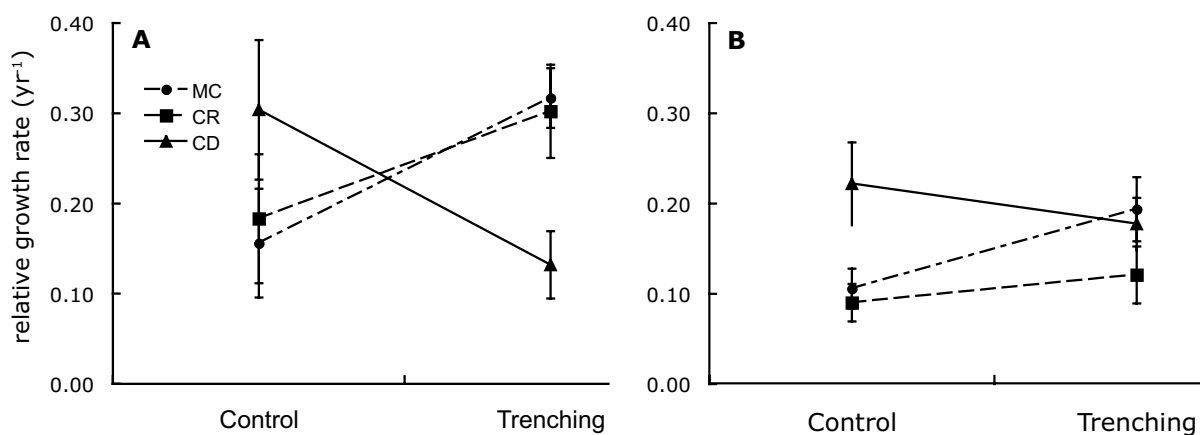 A
0.40
0.30
0.20
0.10
0.00
relative growth rate (yr⁻¹)
MC
CR
CD
Control
Trenching
B
0.40
0.30
0.20
0.10
0.00
Control
Trenching